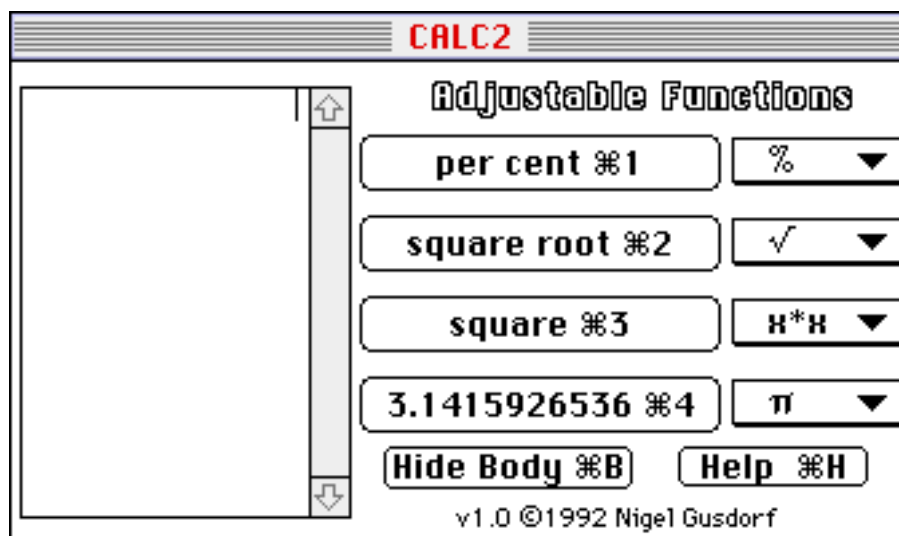 CALC2
Adjustable Functions
per cent ⌘1 %
square root ⌘2 √
square ⌘3 x*x
3.1415926536 ⌘4 π
Hide Body ⌘B Help ⌘H
v1.0 ©1992 Nigel Gusdorf